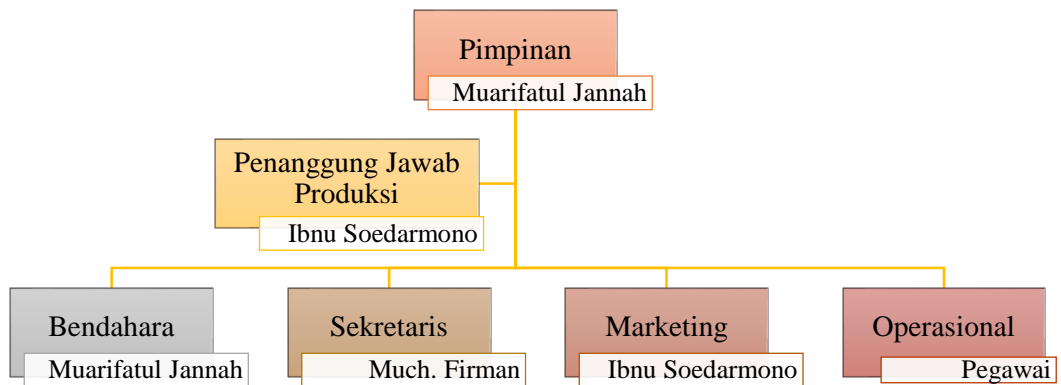 Pimpinan
Muarifatul Jannah
Penanggung Jawab
Produksi
Ibnu Soedarmono
Bendahara
Muarifatul Jannah
Sekretaris
Much. Firman
Marketing
Ibnu Soedarmono
Operasional
Pegawai